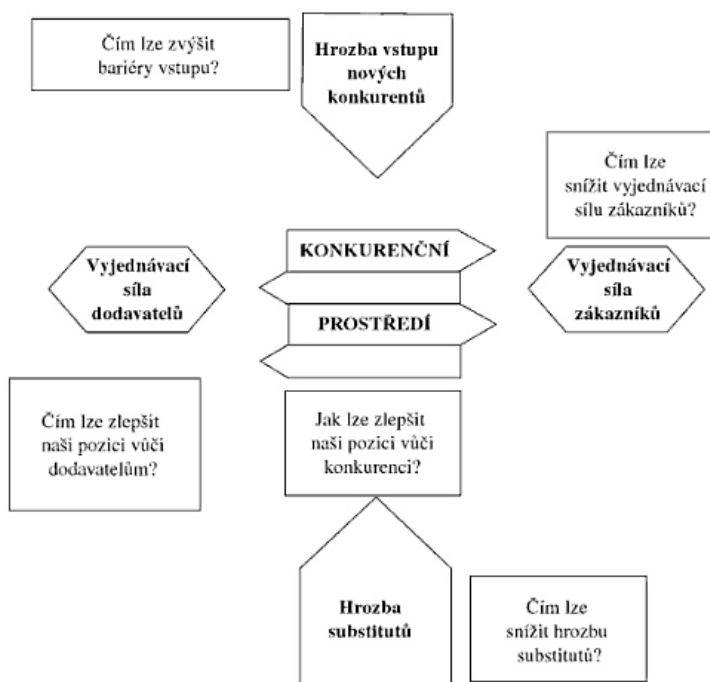 Čím lze zvýšit
bariéry vstupu?
Hrozba vstupu
nových
konkurentů
Čím lze
snížit vyjednávací
sílu zákazníků?
Vyjednávací
síla
dodavatelů
KONKURENČNÍ
PROSTŘEDÍ
Vyjednávací
síla
zákazníků
Čím lze zlepšit
naši pozici vůči
dodavatelům?
Jak lze zlepšit
naši pozici vůči
konkurenci?
Hrozba
substitutů
Čím lze
snížit hrozbu
substitutů?